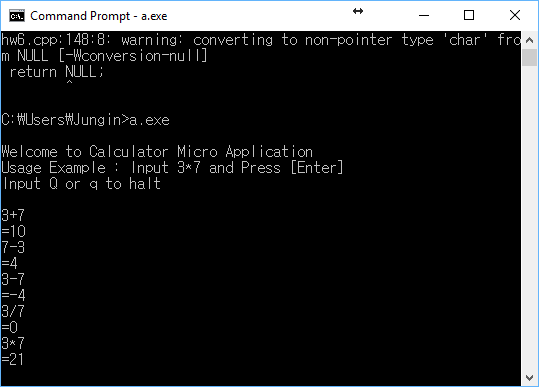 Command Prompt - a.exe
hw6.cpp:148:8: warning: converting to non-pointer type 'char' fro
m NULL [-Wconversion-null]
 return NULL;
        ^
C:₩Users₩Jungin>a.exe
Welcome to Calculator Micro Application
Usage Example : Input 3*7 and Press [Enter]
Input Q or q to halt
3+7
=10
7-3
=4
3-7
=-4
3/7
=0
3*7
=21